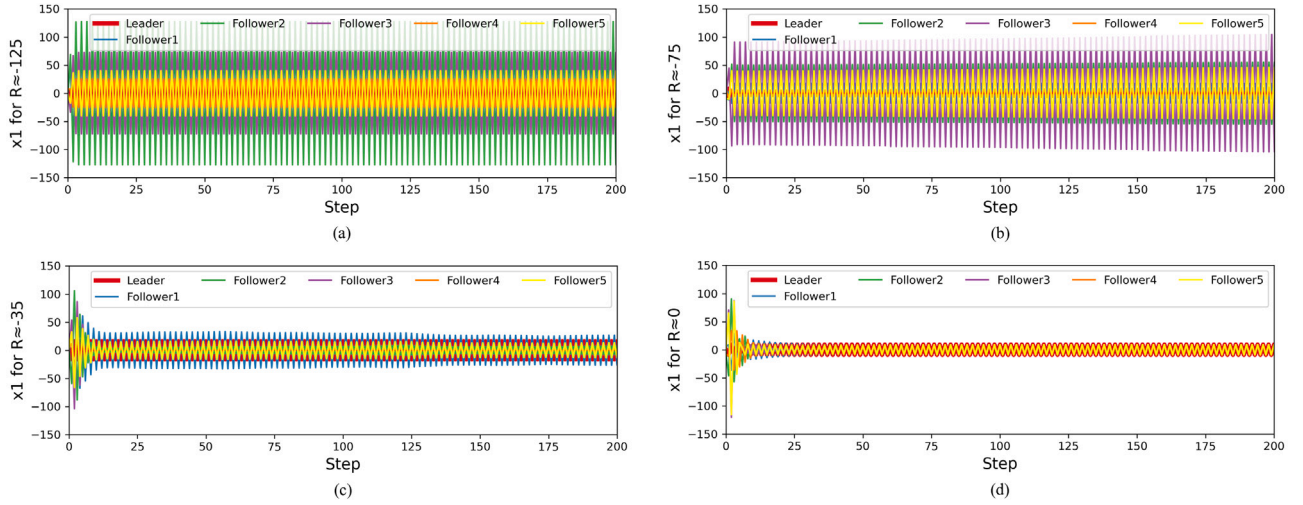 x1 for R≈-125
150
100
50
0
−50
−100
−150
Leader
Follower1
Follower2
Follower3
Follower4
Follower5
0
25
50
75
100
125
150
175
200
Step
(a)
x1 for R≈-75
150
100
50
0
−50
−100
−150
Leader
Follower1
Follower2
Follower3
Follower4
Follower5
0
25
50
75
100
125
150
175
200
Step
(b)
x1 for R≈-35
150
100
50
0
−50
−100
−150
Leader
Follower1
Follower2
Follower3
Follower4
Follower5
0
25
50
75
100
125
150
175
200
Step
(c)
x1 for R≈0
150
100
50
0
−50
−100
−150
Leader
Follower1
Follower2
Follower3
Follower4
Follower5
0
25
50
75
100
125
150
175
200
Step
(d)